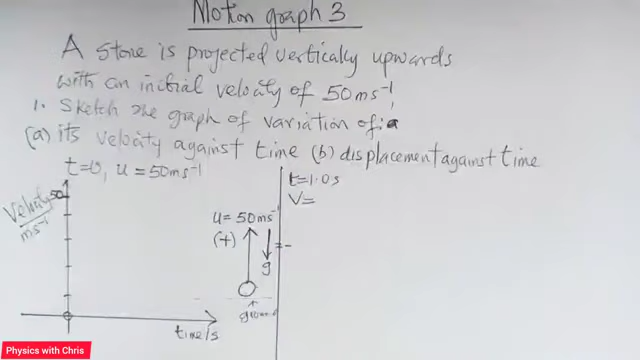 Motion graph 3
A stone is projected vertically upwards
with an initial velocity of 50ms⁻¹,
1. Sketch the graph of variation of:
(a) its velocity against time (b) displacement against time
t=0, u=50ms⁻¹
t=1.0s
V=
Velocity
ms⁻¹
50
u=50ms⁻¹
(+)
g
ground
time/s
Physics with Chris